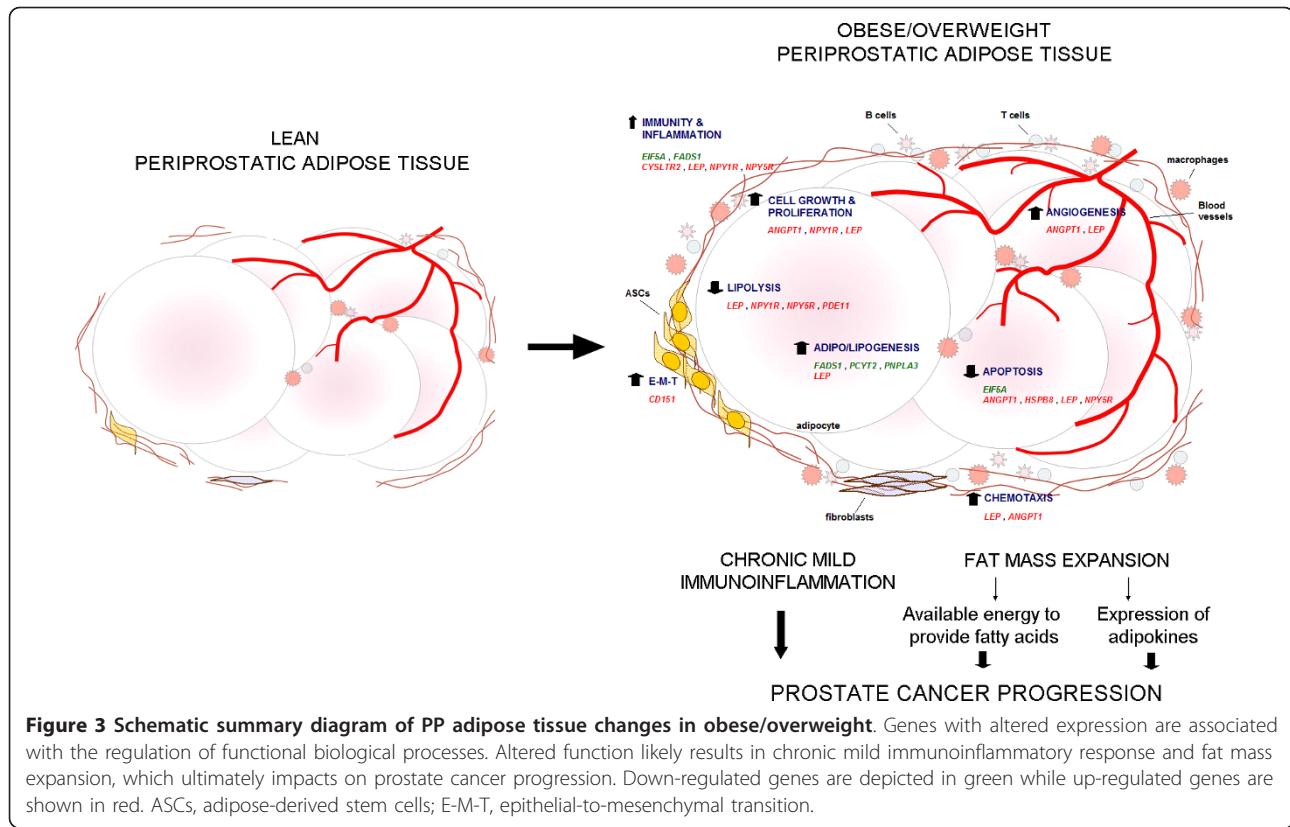 OBESE/OVERWEIGHT
PERIPROSTATIC ADIPOSE TISSUE
LEAN
PERIPROSTATIC ADIPOSE TISSUE
B cells
T cells
macrophages
Blood
vessels
IMMUNITY &
INFLAMMATION
EIF5A , FADS1
CYSLTR2 , LEP, NPY1R , NPY5R
CELL GROWTH &
PROLIFERATION
ANGPT1 , NPY1R , LEP
ANGIOGENESIS
ANGPT1 , LEP
ASCs
LIPOLYSIS
LEP , NPY1R , NPY5R , PDE11
ADIPO/LIPOGENESIS
FADS1 , PCYT2 , PNPLA3
LEP
APOPTOSIS
EIF5A
ANGPT1 , HSPB8 , LEP , NPY5R
E-M-T
CD151
adipocyte
fibroblasts
CHEMOTAXIS
LEP , ANGPT1
CHRONIC MILD
IMMUNOINFLAMMATION
FAT MASS EXPANSION
Available energy to
provide fatty acids
Expression of
adipokines
PROSTATE CANCER PROGRESSION
Figure 3 Schematic summary diagram of PP adipose tissue changes in obese/overweight. Genes with altered expression are associated
with the regulation of functional biological processes. Altered function likely results in chronic mild immunoinflammatory response and fat mass
expansion, which ultimately impacts on prostate cancer progression. Down-regulated genes are depicted in green while up-regulated genes are
shown in red. ASCs, adipose-derived stem cells; E-M-T, epithelial-to-mesenchymal transition.